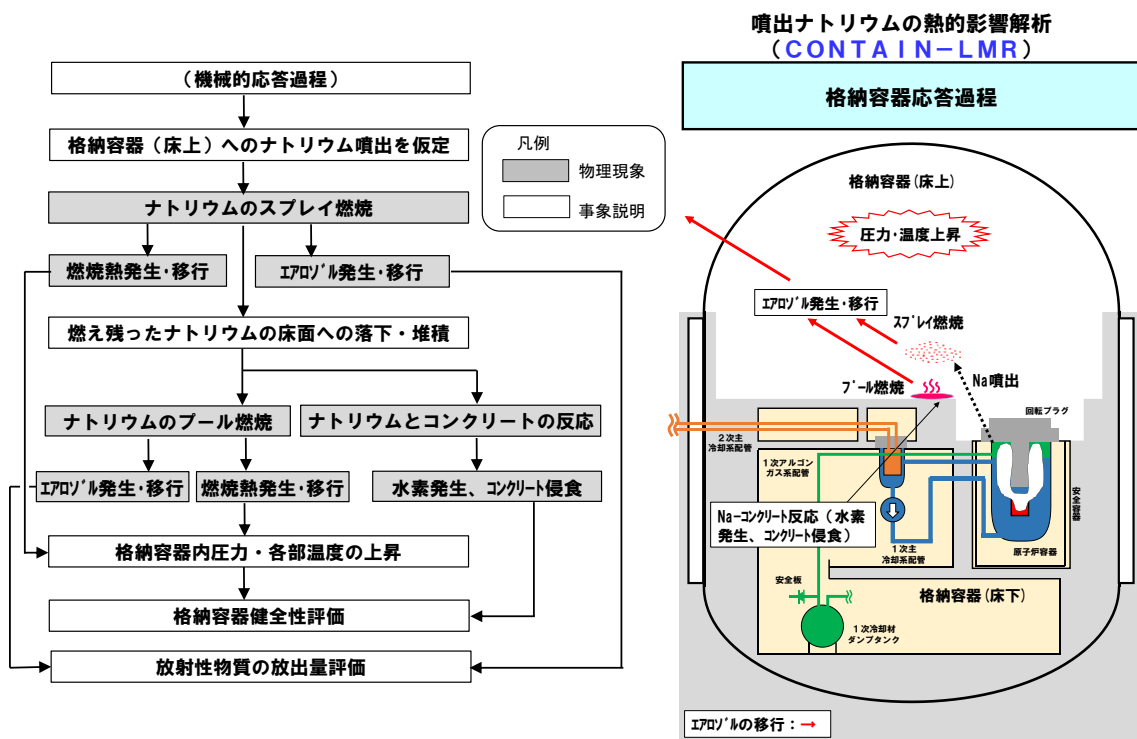 (機械的応答過程)
格納容器(床上)へのナトリウム噴出を仮定
ナトリウムのスプレイ燃焼
燃焼熱発生・移行
エアロゾル発生・移行
燃え残ったナトリウムの床面への落下・堆積
ナトリウムのプール燃焼
ナトリウムとコンクリートの反応
エアロゾル発生・移行
燃焼熱発生・移行
水素発生、コンクリート侵食
格納容器内圧力・各部温度の上昇
格納容器健全性評価
放射性物質の放出量評価
凡例
物理現象
事象説明
噴出ナトリウムの熱的影響解析
(CONTAIN-LMR)
格納容器応答過程
格納容器(床上)
圧力・温度上昇
エアロゾル発生・移行
スプレイ燃焼
Na噴出
プール燃焼
回転プラグ
2次主
冷却系配管
1次アルゴン
ガス系配管
Na-コンクリート反応(水素
発生、コンクリート侵食)
安全容器
原子炉容器
1次主
冷却系配管
安全板
格納容器(床下)
1次冷却材
ダンプタンク
エアロゾルの移行:→